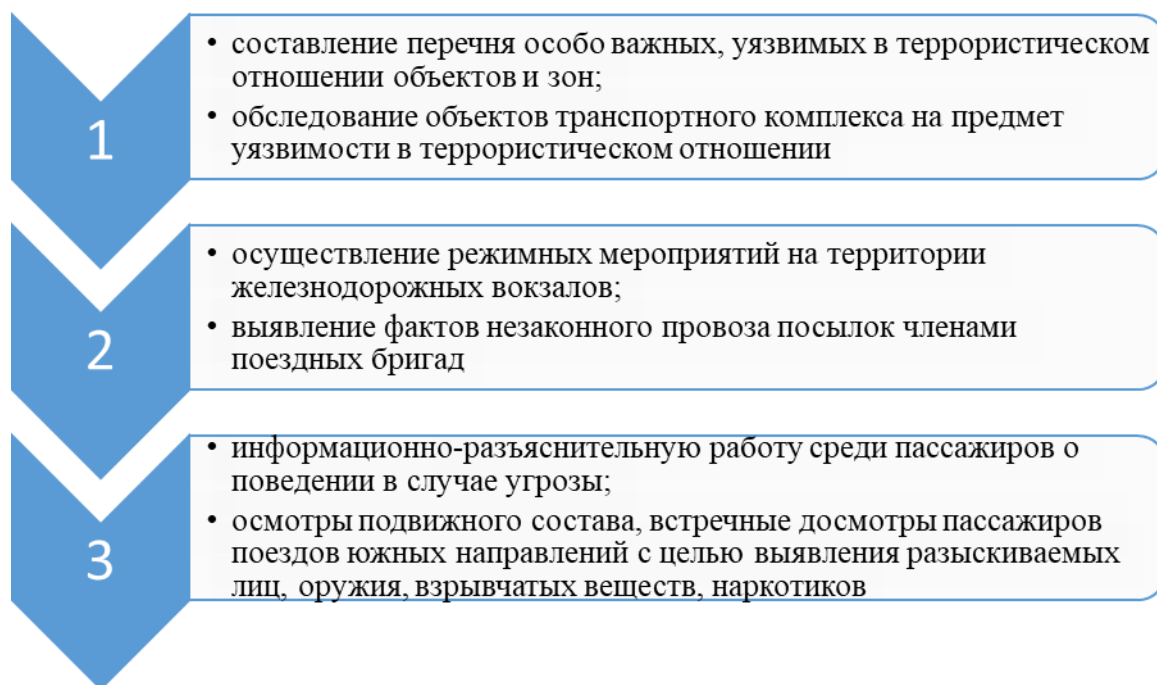 1
• составление перечня особо важных, уязвимых в террористическом
отношении объектов и зон;
• обследование объектов транспортного комплекса на предмет
уязвимости в террористическом отношении
2
• осуществление режимных мероприятий на территории
железнодорожных вокзалов;
• выявление фактов незаконного провоза посылок членами
поездных бригад
3
• информационно-разъяснительную работу среди пассажиров о
поведении в случае угрозы;
• осмотры подвижного состава, встречные досмотры пассажиров
поездов южных направлений с целью выявления разыскиваемых
лиц, оружия, взрывчатых веществ, наркотиков